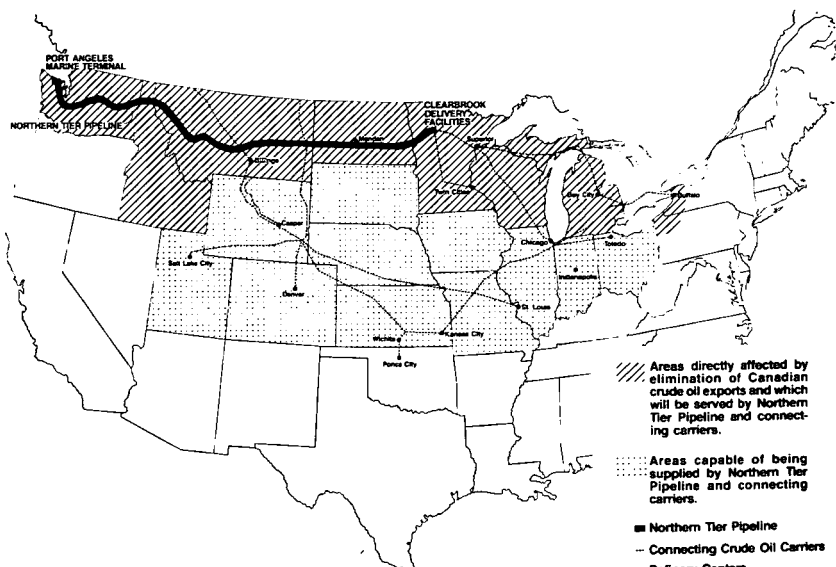 PORT ANGELES
MARINE TERMINAL
NORTHERN TIER PIPELINE
CLEARBROOK
DELIVERY
FACILITIES
Mandan
Superior
Billings
Twin Cities
Bay City
Buffalo
Casper
Chicago
Toledo
Salt Lake City
Indianapolis
Denver
St. Louis
Wichita
Kansas City
Ponca City
Areas directly affected by
elimination of Canadian
crude oil exports and which
will be served by Northern
Tier Pipeline and connect-
ing carriers.
Areas capable of being
supplied by Northern Tier
Pipeline and connecting
carriers.
Northern Tier Pipeline
Connecting Crude Oil Carriers